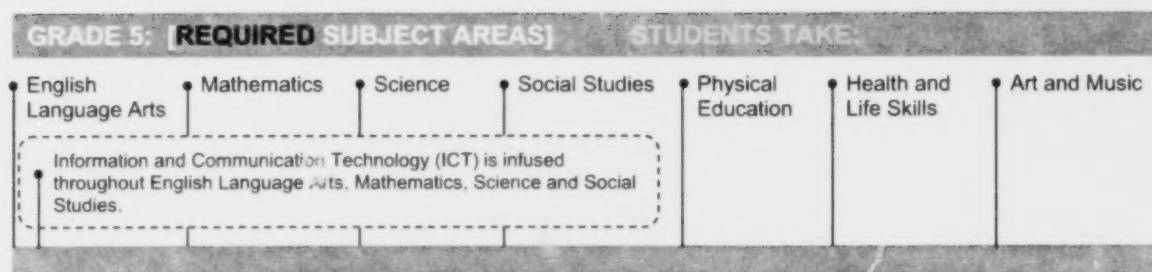 GRADE 5: [REQUIRED SUBJECT AREAS] STUDENTS TAKE:
English
Language Arts
Mathematics
Science
Social Studies
Physical
Education
Health and
Life Skills
Art and Music
Information and Communication Technology (ICT) is infused
throughout English Language Arts, Mathematics, Science and Social
Studies.